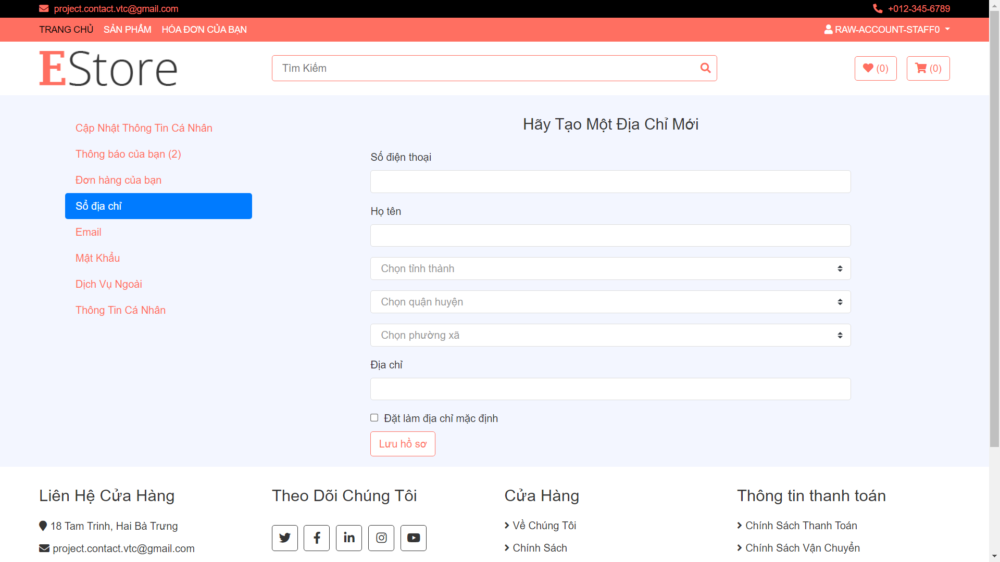 project.contact.vtc@gmail.com
+012-345-6789
TRANG CHỦ SẢN PHẨM HÓA ĐƠN CỦA BẠN
RAW-ACCOUNT-STAFF0
EStore
Tìm Kiếm
(0)
(0)
Cập Nhật Thông Tin Cá Nhân
Thông báo của bạn (2)
Đơn hàng của bạn
Sổ địa chỉ
Email
Mật Khẩu
Dịch Vụ Ngoài
Thông Tin Cá Nhân
Hãy Tạo Một Địa Chỉ Mới
Số điện thoại
Họ tên
Chọn tỉnh thành
Chọn quận huyện
Chọn phường xã
Địa chỉ
Đặt làm địa chỉ mặc định
Lưu hồ sơ
Liên Hệ Cửa Hàng
18 Tam Trinh, Hai Bà Trưng
project.contact.vtc@gmail.com
Theo Dõi Chúng Tôi
Cửa Hàng
Về Chúng Tôi
Chính Sách
Thông tin thanh toán
Chính Sách Thanh Toán
Chính Sách Vận Chuyển